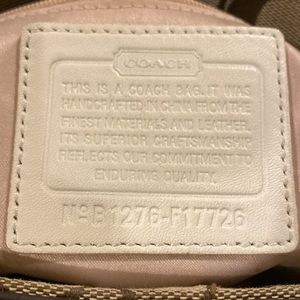 COACH
THIS IS A COACH BAG. IT WAS
HANDCRAFTED IN CHINA FROM THE
FINEST MATERIALS AND LEATHER.
ITS SUPERIOR CRAFTSMANSHIP
REFLECTS OUR COMMITMENT TO
ENDURING QUALITY.
Nº B1276-F17726